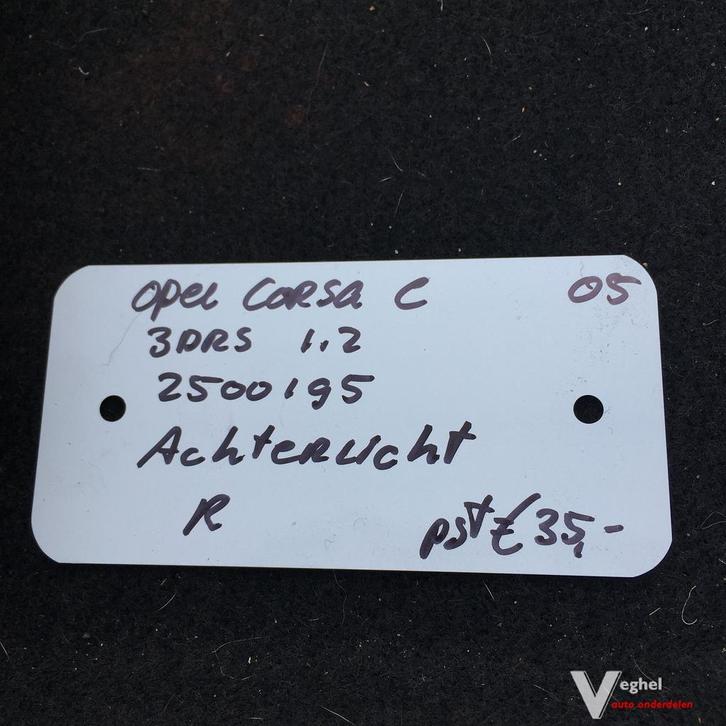 Opel Corsa C 05
3DRS 1.2
2500195
Achterlicht
R pst € 35,-
Veghel
auto onderdelen